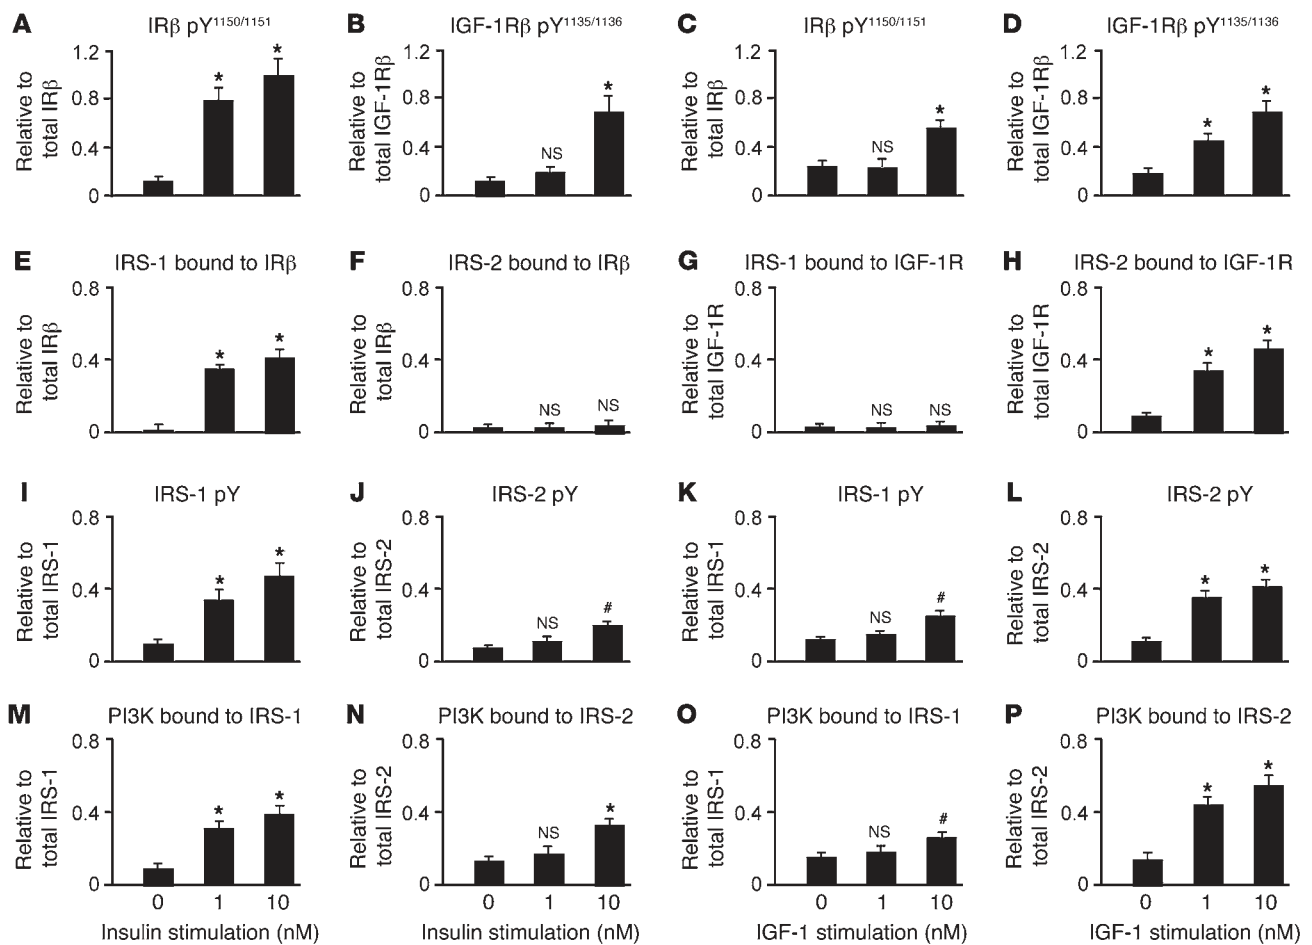 A IRβ pY1150/1151
Relative to
total IRβ
1.2
0.8
0.4
0
*
*
B IGF-1Rβ pY1135/1136
Relative to
total IGF-1Rβ
1.2
0.8
0.4
0
NS
*
C IRβ pY1150/1151
Relative to
total IRβ
1.2
0.8
0.4
0
NS
*
D IGF-1Rβ pY1135/1136
Relative to
total IGF-1Rβ
1.2
0.8
0.4
0
*
*
E IRS-1 bound to IRβ
Relative to
total IRβ
0.8
0.4
0
*
*
F IRS-2 bound to IRβ
Relative to
total IRβ
0.8
0.4
0
NS
NS
G IRS-1 bound to IGF-1R
Relative to
total IGF-1R
0.8
0.4
0
NS
NS
H IRS-2 bound to IGF-1R
Relative to
total IGF-1R
0.8
0.4
0
*
*
I IRS-1 pY
Relative to
total IRS-1
0.8
0.4
0
*
*
J IRS-2 pY
Relative to
total IRS-2
0.8
0.4
0
NS
#
K IRS-1 pY
Relative to
total IRS-1
0.8
0.4
0
NS
#
L IRS-2 pY
Relative to
total IRS-2
0.8
0.4
0
*
*
M PI3K bound to IRS-1
Relative to
total IRS-1
0.8
0.4
0
*
*
0 1 10
Insulin stimulation (nM)
N PI3K bound to IRS-2
Relative to
total IRS-2
0.8
0.4
0
NS
*
0 1 10
Insulin stimulation (nM)
O PI3K bound to IRS-1
Relative to
total IRS-1
0.8
0.4
0
NS
#
0 1 10
IGF-1 stimulation (nM)
P PI3K bound to IRS-2
Relative to
total IRS-2
0.8
0.4
0
*
*
0 1 10
IGF-1 stimulation (nM)